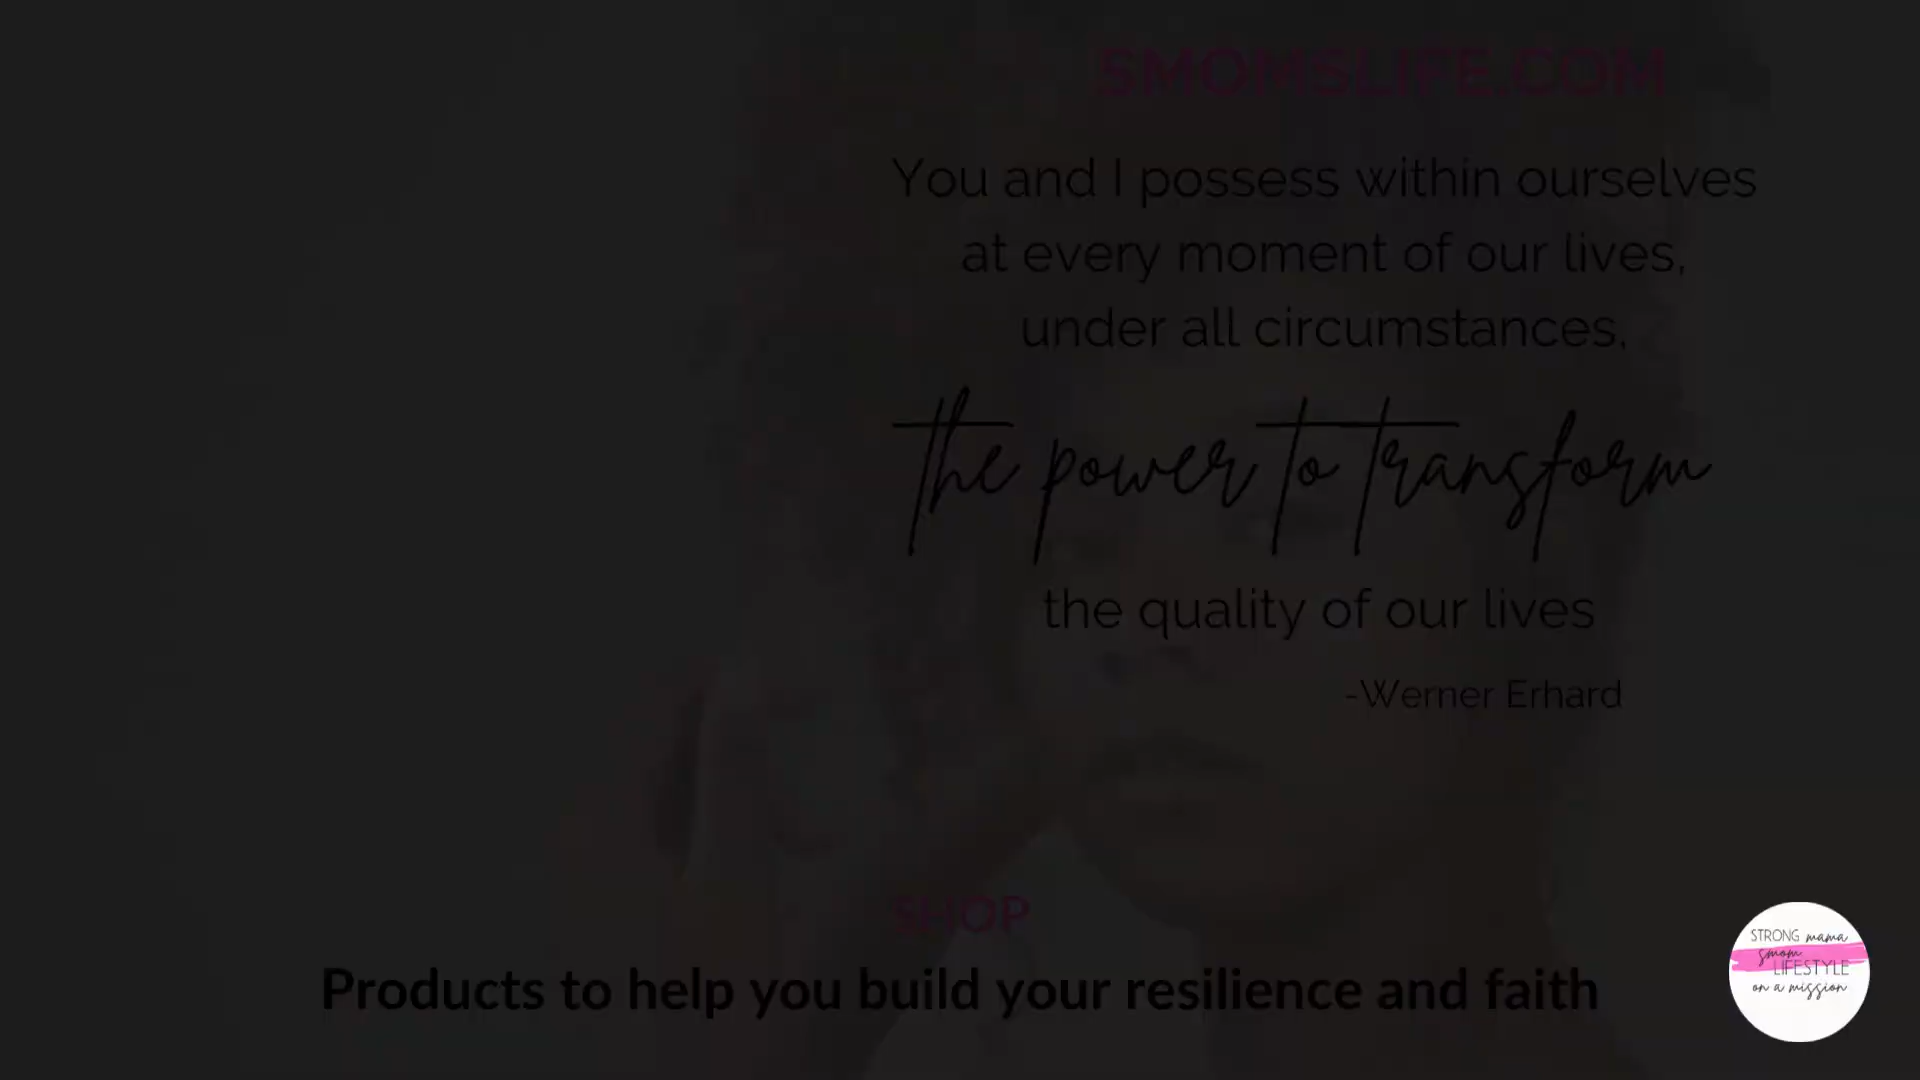 SMOMSLIFE.COM
You and I possess within ourselves
at every moment of our lives,
under all circumstances,
the power to transform
the quality of our lives
-Werner Erhard
SHOP
Products to help you build your resilience and faith
STRONG mama
smom
LIFESTYLE
on a mission